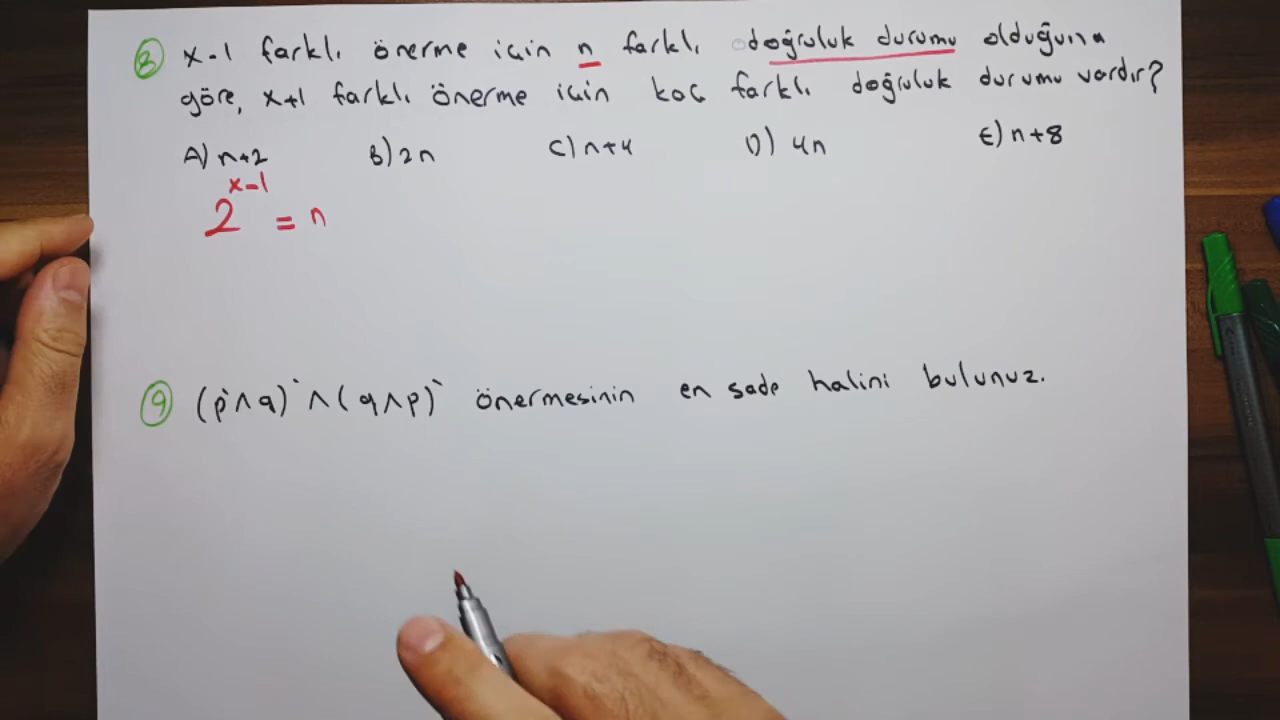 8 x-1 farklı önerme için n farklı doğruluk durumu olduğuna
göre, x+1 farklı önerme için kaç farklı doğruluk durumu vardır?
A) n+2 B) 2n C) n+4 D) 4n E) n+8
2^(x-1) = n
9 (p'∧q)' ∧ (q∧p)' önermesinin en sade halini bulunuz.